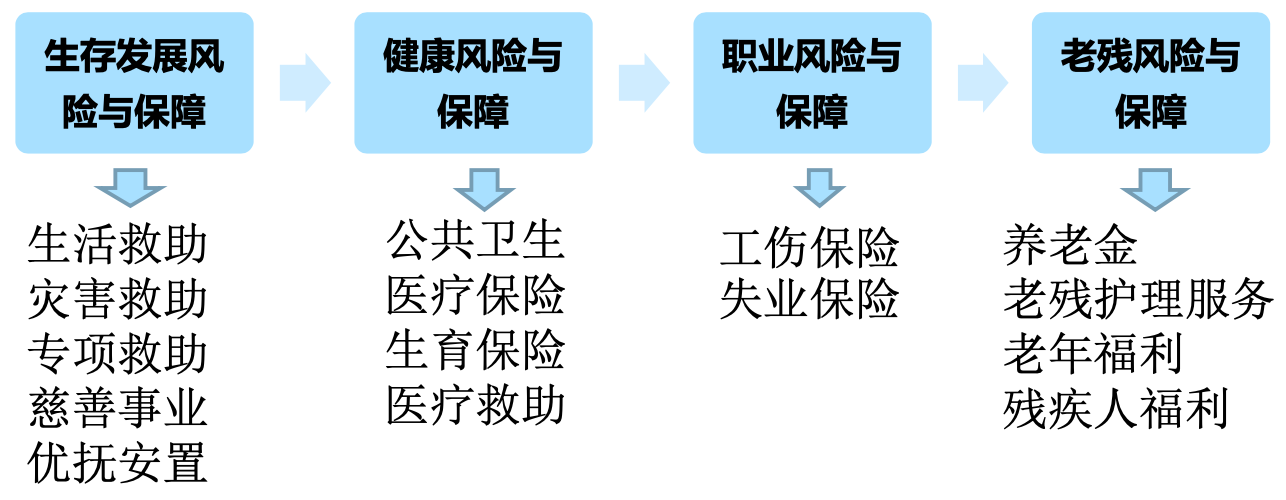 生存发展风
险与保障
健康风险与
保障
职业风险与
保障
老残风险与
保障
生活救助
灾害救助
专项救助
慈善事业
优抚安置
公共卫生
医疗保险
生育保险
医疗救助
工伤保险
失业保险
养老金
老残护理服务
老年福利
残疾人福利